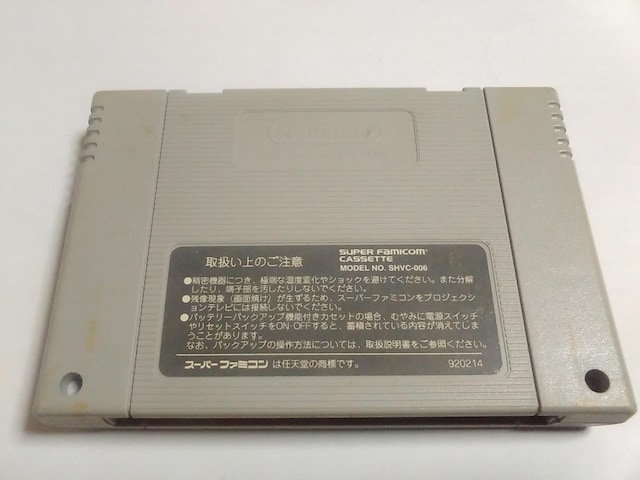 Nintendo
取扱い上のご注意
SUPER FAMICOM
CASSETTE
MODEL NO. SHVC-006
●精密機器につき、極端な温度変化やショックを避けてください。また分解
したり、端子部を汚したりしないでください。
●残像現象（画面焼け）が生ずるため、スーパーファミコンをプロジェクシ
ョンテレビには接続しないでください。
●バッテリーバックアップ機能付きカセットの場合、むやみに電源スイッチ
やリセットスイッチをON・OFFすると、蓄積されている内容が消えてしま
うことがあります。
なお、バックアップの操作方法については、取扱説明書をご参照ください。
スーパーファミコン は任天堂の商標です。
920214